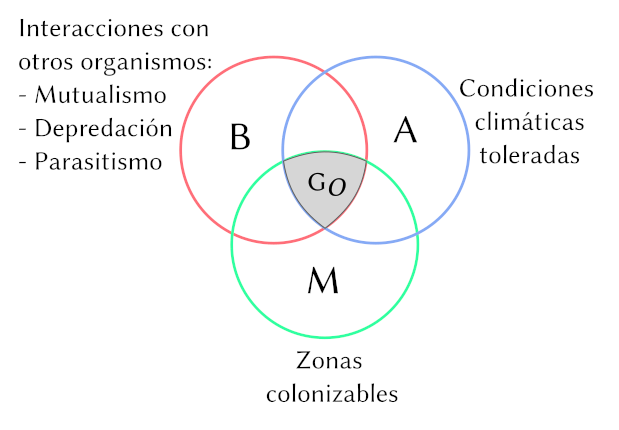 Interacciones con
otros organismos:
- Mutualismo
- Depredación
- Parasitismo
B
A
Condiciones
climáticas
toleradas
GO
M
Zonas
colonizables